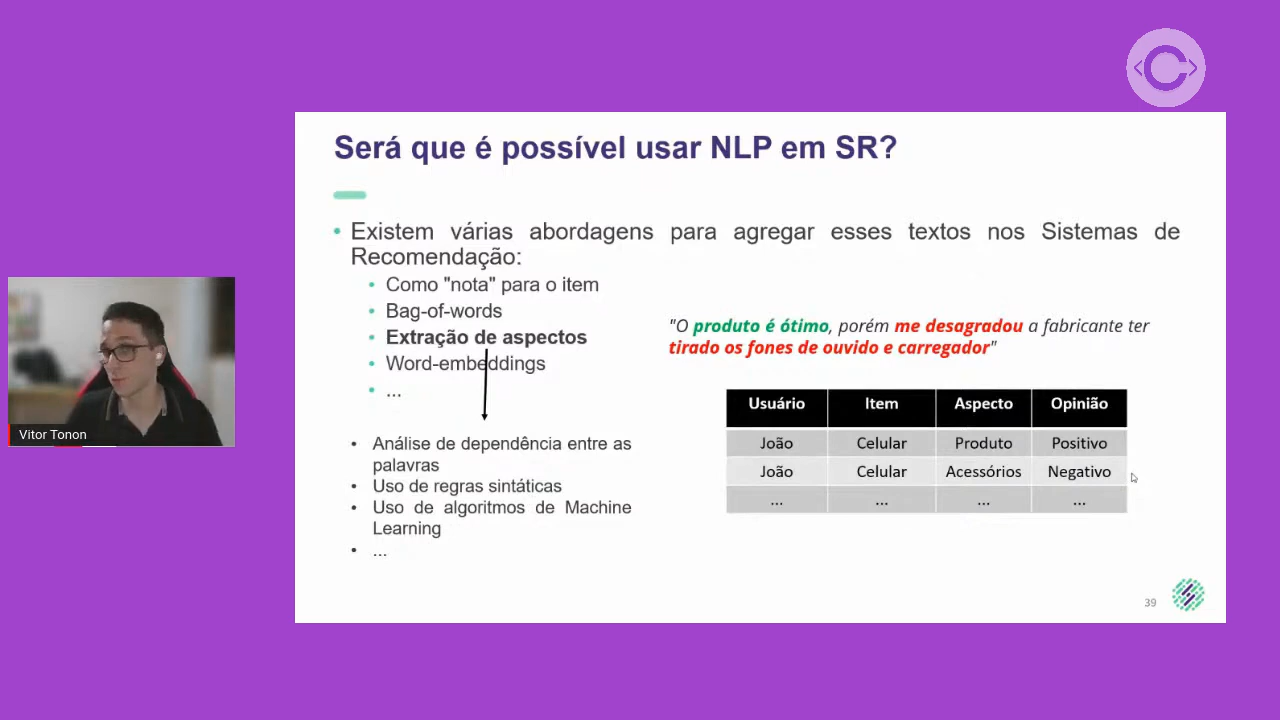 Será que é possível usar NLP em SR?
• Existem várias abordagens para agregar esses textos nos Sistemas de
Recomendação:
• Como "nota" para o item
• Bag-of-words
• Extração de aspectos
• Word-embeddings
• ...
• Análise de dependência entre as
palavras
• Uso de regras sintáticas
• Uso de algoritmos de Machine
Learning
• ...
"O produto é ótimo, porém me desagradou a fabricante ter
tirado os fones de ouvido e carregador"
Usuário Item Aspecto Opinião
João Celular Produto Positivo
João Celular Acessórios Negativo
... ... ... ...
39
Vitor Tonon